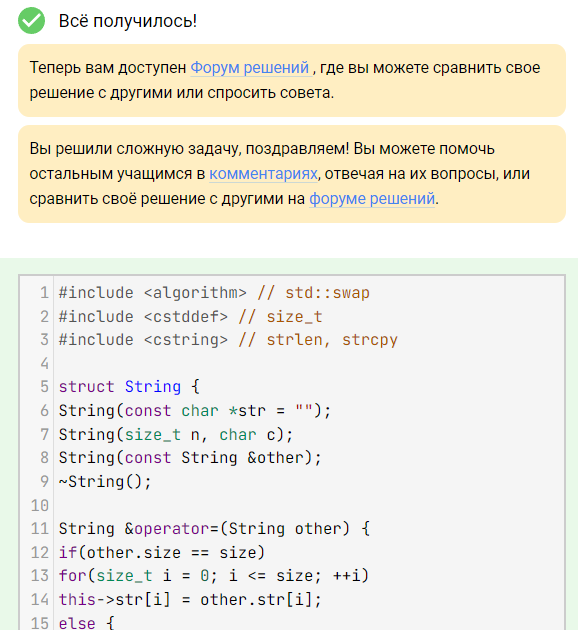 Всё получилось!
Теперь вам доступен Форум решений , где вы можете сравнить свое
решение с другими или спросить совета.
Вы решили сложную задачу, поздравляем! Вы можете помочь
остальным учащимся в комментариях, отвечая на их вопросы, или
сравнить своё решение с другими на форуме решений.
1 #include <algorithm> // std::swap
2 #include <cstddef> // size_t
3 #include <cstring> // strlen, strcpy
4
5 struct String {
6 String(const char *str = "");
7 String(size_t n, char c);
8 String(const String &other);
9 ~String();
10
11 String &operator=(String other) {
12 if(other.size == size)
13 for(size_t i = 0; i <= size; ++i)
14 this->str[i] = other.str[i];
15 else {